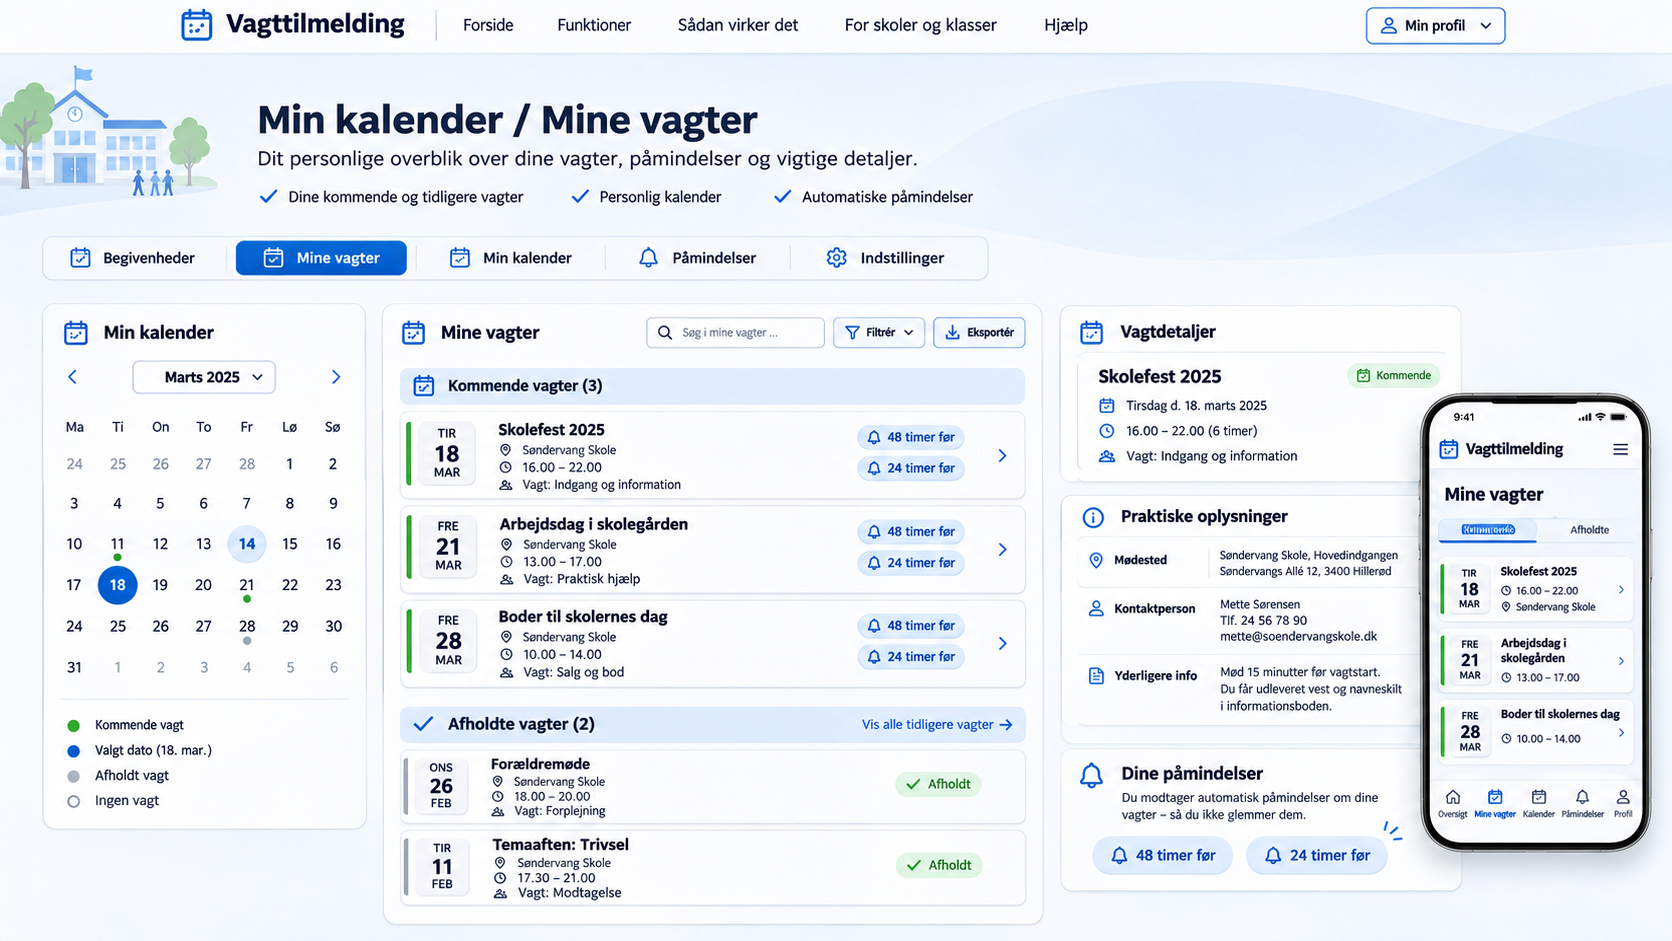 Vagttilmelding
Forside
Funktioner
Sådan virker det
For skoler og klasser
Hjælp
Min profil
Min kalender / Mine vagter
Dit personlige overblik over dine vagter, påmindelser og vigtige detaljer.
Dine kommende og tidligere vagter
Personlig kalender
Automatiske påmindelser
Begivenheder
Mine vagter
Min kalender
Påmindelser
Indstillinger
Min kalender
Marts 2025
Ma Ti On To Fr Lø Sø
24 25 26 27 28 1 2
3 4 5 6 7 8 9
10 11 12 13 14 15 16
17 18 19 20 21 22 23
24 25 26 27 28 29 30
31 1 2 3 4 5 6
Kommende vagt
Valgt dato (18. mar.)
Afholdt vagt
Ingen vagt
Mine vagter
Søg i mine vagter ...
Filtrér
Eksportér
Kommende vagter (3)
TIR
18
MAR
Skolefest 2025
Søndervang Skole
16.00 – 22.00
Vagt: Indgang og information
48 timer før
24 timer før
FRE
21
MAR
Arbejdsdag i skolegården
Søndervang Skole
13.00 – 17.00
Vagt: Praktisk hjælp
48 timer før
24 timer før
FRE
28
MAR
Boder til skolernes dag
Søndervang Skole
10.00 – 14.00
Vagt: Salg og bod
48 timer før
24 timer før
Afholdte vagter (2)
Vis alle tidligere vagter
ONS
26
FEB
Forældremøde
Søndervang Skole
18.00 – 20.00
Vagt: Forplejning
Afholdt
TIR
11
FEB
Temaaften: Trivsel
Søndervang Skole
17.30 – 21.00
Vagt: Modtagelse
Afholdt
Vagtdetaljer
Skolefest 2025
Kommende
Tirsdag d. 18. marts 2025
16.00 – 22.00 (6 timer)
Vagt: Indgang og information
Praktiske oplysninger
Mødested
Søndervang Skole, Hovedindgangen
Søndervangs Allé 12, 3400 Hillerød
Kontaktperson
Mette Sørensen
Tlf. 24 56 78 90
mette@soendervangskole.dk
Yderligere info
Mød 15 minutter før vagtstart.
Du får udleveret vest og navneskilt
i informationsboden.
Dine påmindelser
Du modtager automatisk påmindelser om dine
vagter – så du ikke glemmer dem.
48 timer før
24 timer før
9:41
Vagttilmelding
Mine vagter
Afholdte
TIR
18
MAR
Skolefest 2025
16.00 – 22.00
Søndervang Skole
FRE
21
MAR
Arbejdsdag i
skolegården
13.00 – 17.00
FRE
28
MAR
Boder til skolernes dag
10.00 – 14.00
Oversigt
Mine vagter
Kalender
Påmindelser
Profil